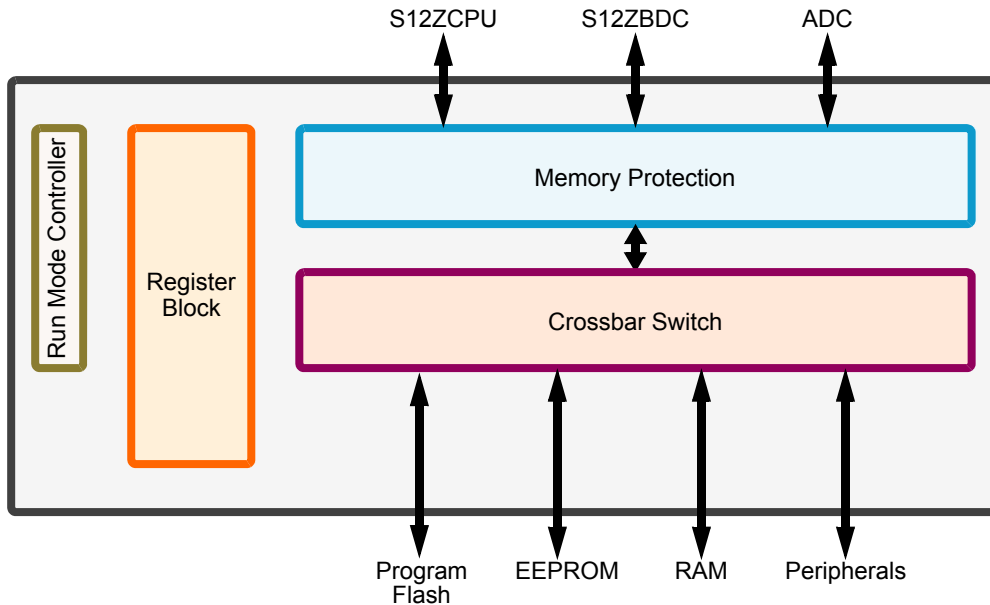 S12ZCPU
S12ZBDC
ADC
Run Mode Controller
Register
Block
Memory Protection
Crossbar Switch
Program
Flash
EEPROM
RAM
Peripherals